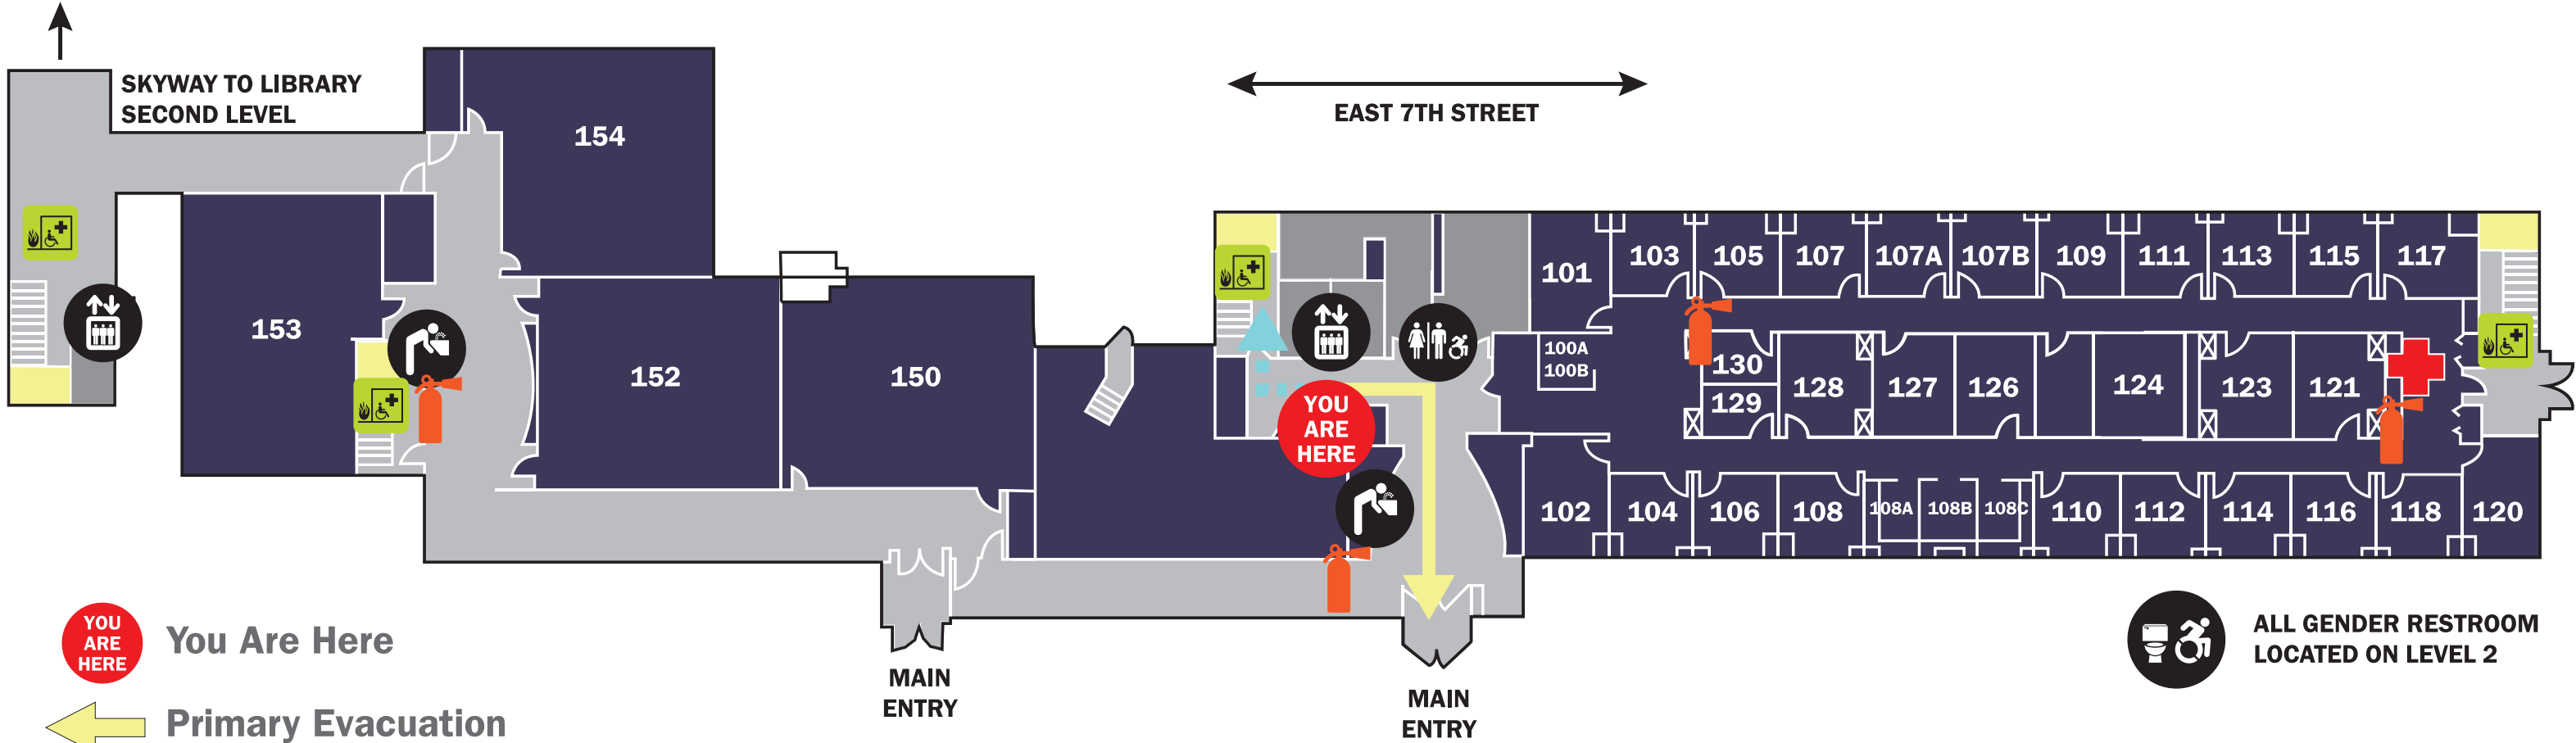 SKYWAY TO LIBRARY
SECOND LEVEL
EAST 7TH STREET
154
153
152
150
101
103
105
107
107A
107B
109
111
113
115
117
100A
100B
130
129
128
127
126
124
123
121
YOU
ARE
HERE
102
104
106
108
108A
108B
108C
110
112
114
116
118
120
YOU
ARE
HERE
You Are Here
Primary Evacuation
MAIN
ENTRY
MAIN
ENTRY
ALL GENDER RESTROOM
LOCATED ON LEVEL 2